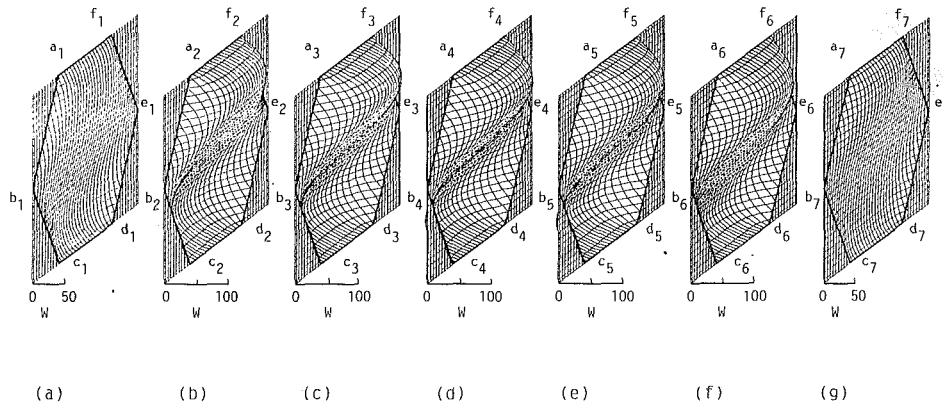 f1 f2 f3 f4 f5 f6 f7
a1 a2 a3 a4 a5 a6 a7
e1 e2 e3 e4 e5 e6 e
b1 b2 b3 b4 b5 b6 b7
d1 d2 d3 d4 d5 d6 d7
c1 c2 c3 c4 c5 c6 c7
0 50 0 100 0 100 0 100 0 100 0 100 0 50
W W W W W W W
(a) (b) (c) (d) (e) (f) (g)